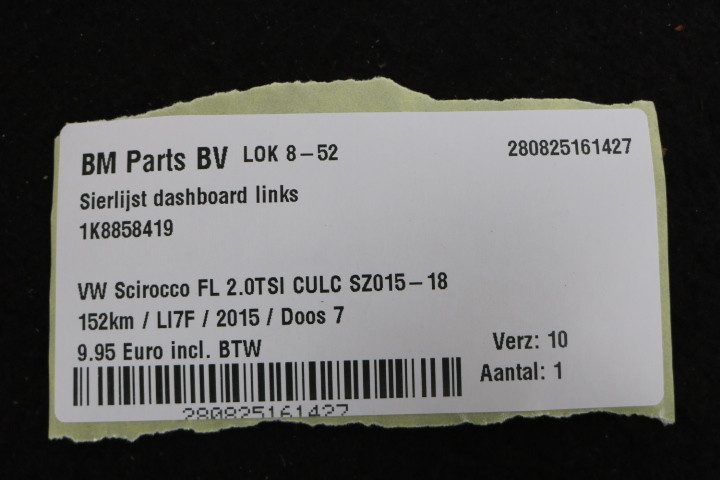 BM Parts BV LOK 8-52 280825161427
Sierlijst dashboard links
1K8858419
VW Scirocco FL 2.0TSI CULC SZ015-18
152km / LI7F / 2015 / Doos 7
9.95 Euro incl. BTW
Verz: 10
Aantal: 1
280825161427